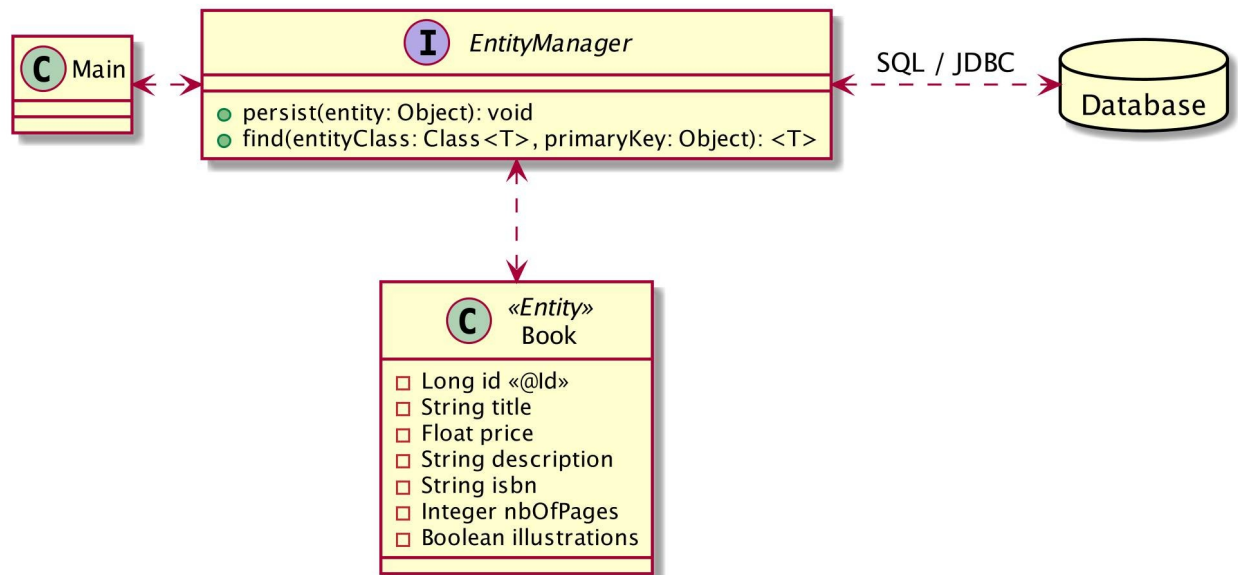 C Main
I EntityManager
persist(entity: Object): void
find(entityClass: Class<T>, primaryKey: Object): <T>
SQL / JDBC
Database
C «Entity»
Book
Long id «@Id»
String title
Float price
String description
String isbn
Integer nbOfPages
Boolean illustrations